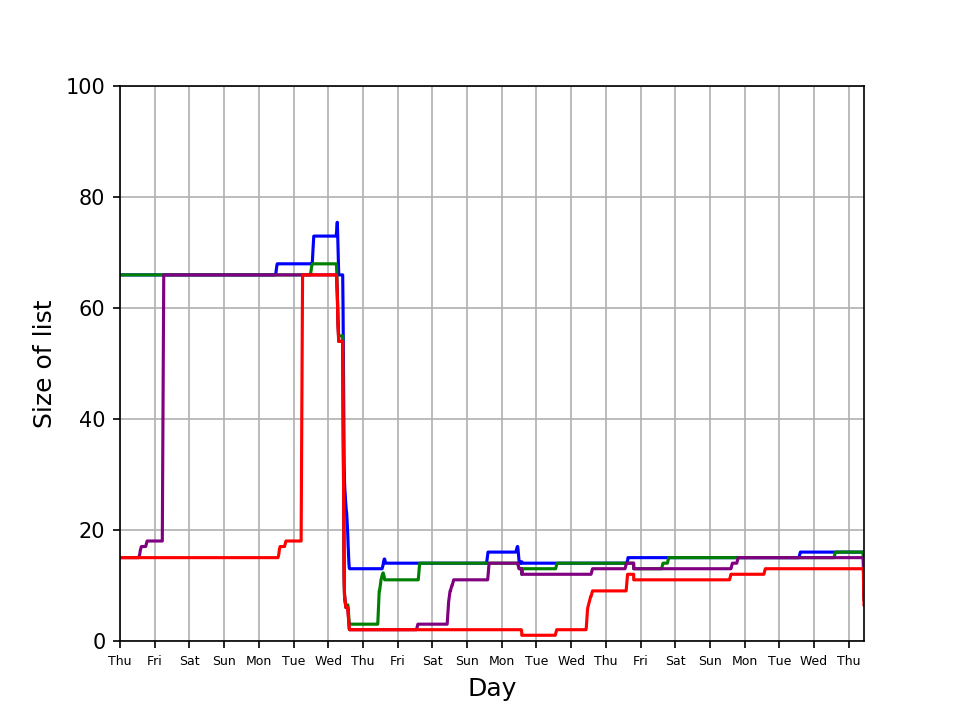 100
80
60
40
20
0
Size of list
Thu Fri Sat Sun Mon Tue Wed Thu Fri Sat Sun Mon Tue Wed Thu Fri Sat Sun Mon Tue Wed Thu
Day